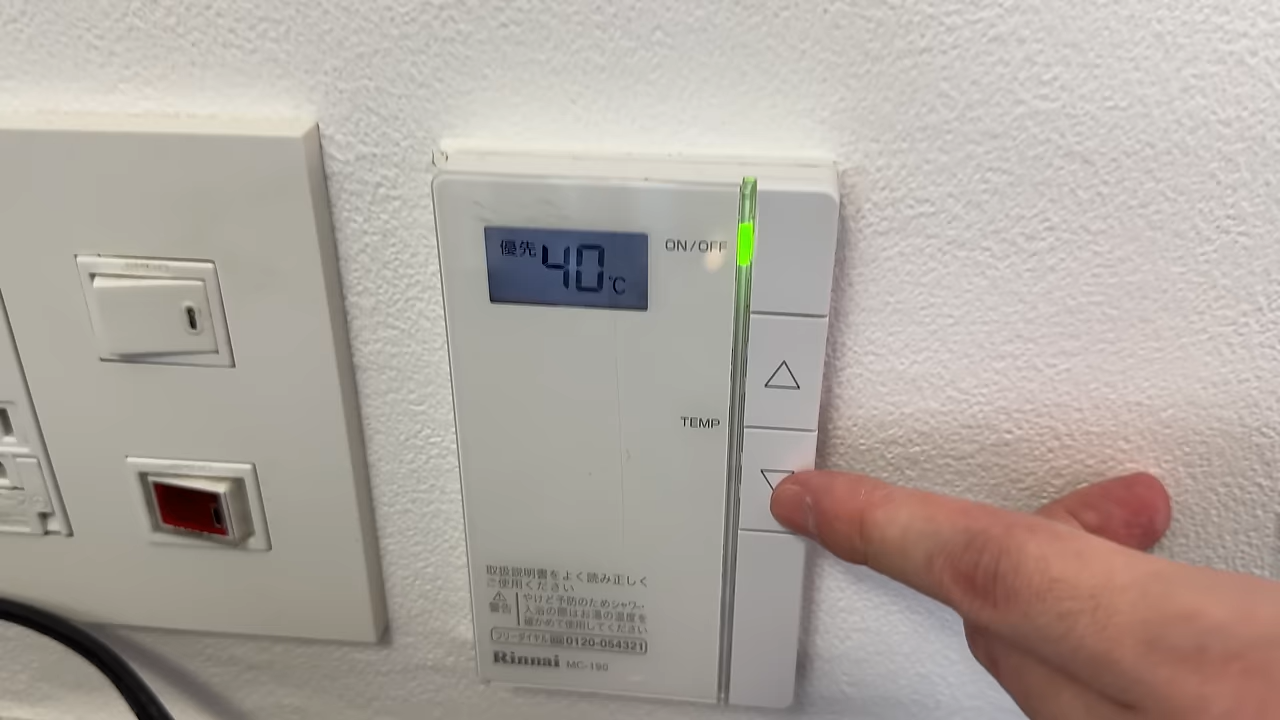 優先 40℃
ON/OFF
TEMP
取扱説明書をよく読み正しく
ご使用ください
警告
やけど予防のためシャワー・
入浴の際はお湯の温度を
確かめて使用してください
フリーダイヤル 0120-054321
Rinnai MC-190